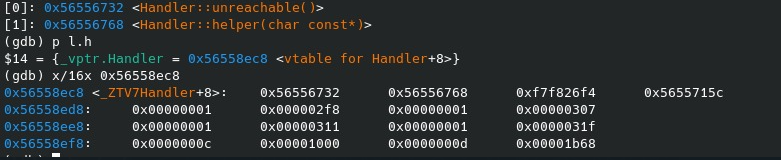 [0]: 0x56556732 <Handler::unreachable()>
[1]: 0x56556768 <Handler::helper(char const*)>
(gdb) p l.h
$14 = {_vptr.Handler = 0x56558ec8 <vtable for Handler+8>}
(gdb) x/16x 0x56558ec8
0x56558ec8 <_ZTV7Handler+8>: 0x56556732 0x56556768 0xf7f826f4 0x5655715c
0x56558ed8: 0x00000001 0x000002f8 0x00000001 0x00000307
0x56558ee8: 0x00000001 0x00000311 0x00000001 0x0000031f
0x56558ef8: 0x0000000c 0x00001000 0x0000000d 0x00001b68
(gdb)